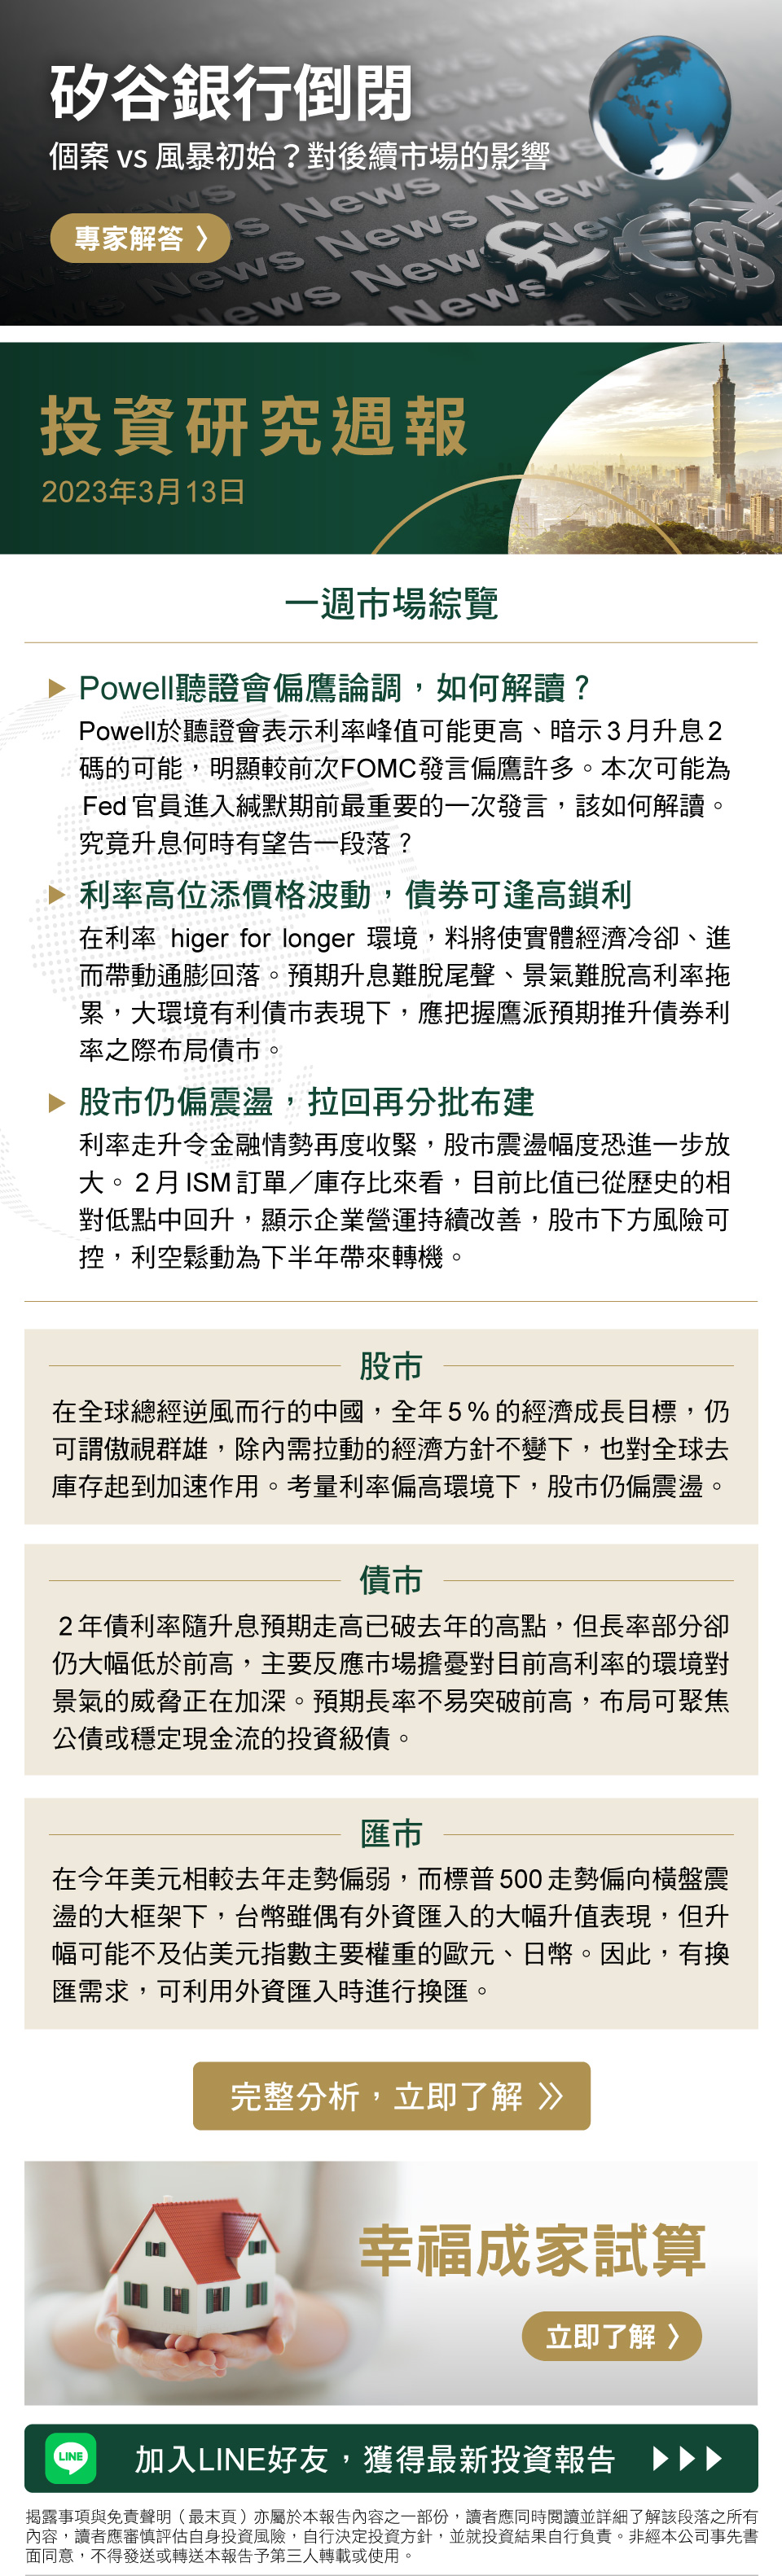 矽谷銀行倒閉
個案 vs 風暴初始？對後續市場的影響
專家解答 〉
投資研究週報
2023年3月13日
一週市場綜覽
Powell聽證會偏鷹論調，如何解讀？
Powell於聽證會表示利率峰值可能更高、暗示3月升息2
碼的可能，明顯較前次FOMC發言偏鷹許多。本次可能為
Fed官員進入緘默期前最重要的一次發言，該如何解讀。
究竟升息何時有望告一段落？
利率高位添價格波動，債券可逢高鎖利
在利率 higer for longer 環境，料將使實體經濟冷卻、進
而帶動通膨回落。預期升息難脫尾聲、景氣難脫高利率拖
累，大環境有利債市表現下，應把握鷹派預期推升債券利
率之際布局債市。
股市仍偏震盪，拉回再分批布建
利率走升令金融情勢再度收緊，股市震盪幅度恐進一步放
大。2月ISM訂單／庫存比來看，目前比值已從歷史的相
對低點中回升，顯示企業營運持續改善，股市下方風險可
控，利空鬆動為下半年帶來轉機。
股市
在全球總經逆風而行的中國，全年5%的經濟成長目標，仍
可謂傲視群雄，除內需拉動的經濟方針不變下，也對全球去
庫存起到加速作用。考量利率偏高環境下，股市仍偏震盪。
債市
2年債利率隨升息預期走高已破去年的高點，但長率部分卻
仍大幅低於前高，主要反應市場擔憂對目前高利率的環境對
景氣的威脅正在加深。預期長率不易突破前高，布局可聚焦
公債或穩定現金流的投資級債。
匯市
在今年美元相較去年走勢偏弱，而標普500走勢偏向橫盤震
盪的大框架下，台幣雖偶有外資匯入的大幅升值表現，但升
幅可能不及佔美元指數主要權重的歐元、日幣。因此，有換
匯需求，可利用外資匯入時進行換匯。
完整分析，立即了解 》
幸福成家試算
立即了解 〉
LINE
加入LINE好友，獲得最新投資報告
揭露事項與免責聲明（最末頁）亦屬於本報告內容之一部份，讀者應同時閱讀並詳細了解該段落之所有
內容，讀者應審慎評估自身投資風險，自行決定投資方針，並就投資結果自行負責。非經本公司事先書
面同意，不得發送或轉送本報告予第三人轉載或使用。